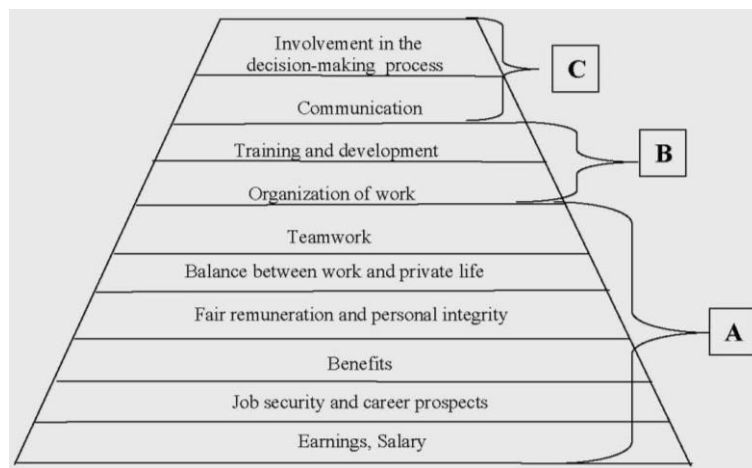 Involvement in the
decision-making process
C
Communication
Training and development
B
Organization of work
Teamwork
Balance between work and private life
Fair remuneration and personal integrity
A
Benefits
Job security and career prospects
Earnings, Salary